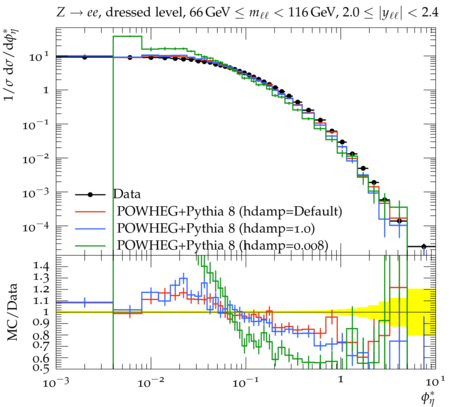 Z → ee, dressed level, 66 GeV ≤ m_ℓℓ < 116 GeV, 2.0 ≤ |y_ℓℓ| < 2.4
1/σ dσ/dφ*_η
10^1
1
10^−1
10^−2
10^−3
10^−4
Data
POWHEG+Pythia 8 (hdamp=Default)
POWHEG+Pythia 8 (hdamp=1.0)
POWHEG+Pythia 8 (hdamp=0.008)
MC/Data
1.4
1.3
1.2
1.1
1
0.9
0.8
0.7
0.6
0.5
10^−3 10^−2 10^−1 1 10^1
φ*_η